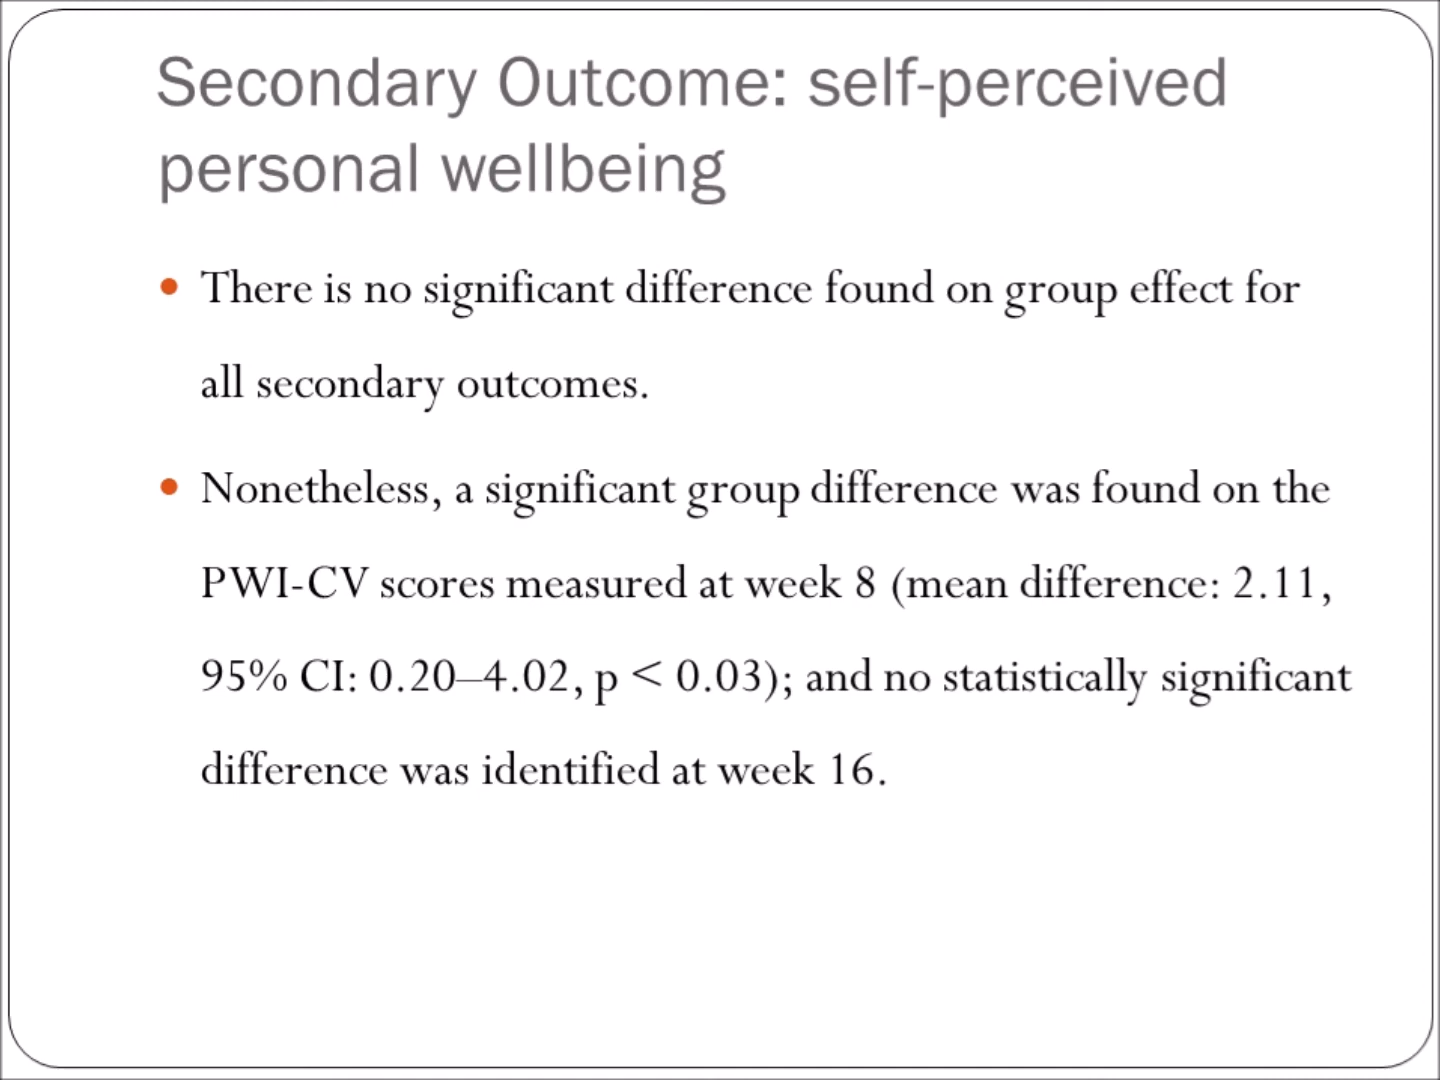 Secondary Outcome: self-perceived
personal wellbeing
• There is no significant difference found on group effect for
all secondary outcomes.
• Nonetheless, a significant group difference was found on the
PWI-CV scores measured at week 8 (mean difference: 2.11,
95% CI: 0.20–4.02, p < 0.03); and no statistically significant
difference was identified at week 16.